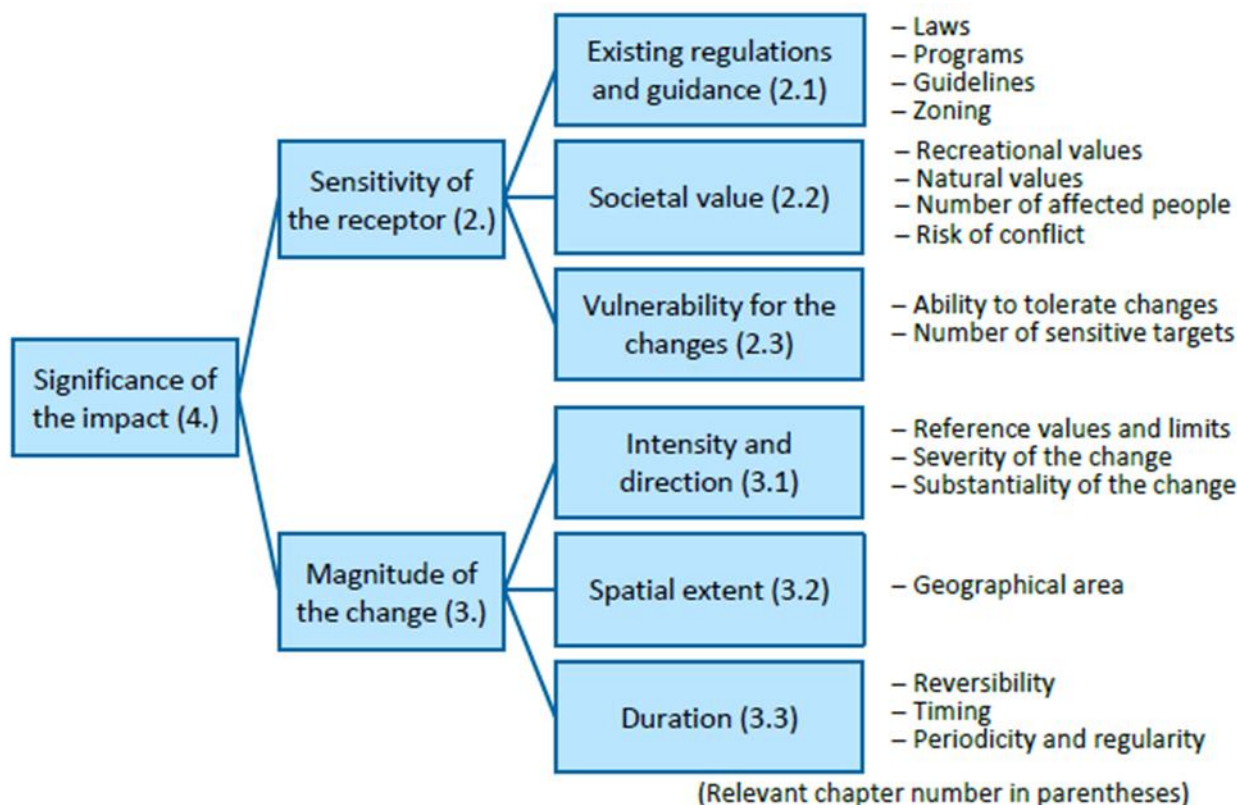 Significance of
the impact (4.)
Sensitivity of
the receptor (2.)
Existing regulations
and guidance (2.1)
– Laws
– Programs
– Guidelines
– Zoning
Societal value (2.2)
– Recreational values
– Natural values
– Number of affected people
– Risk of conflict
Vulnerability for the
changes (2.3)
– Ability to tolerate changes
– Number of sensitive targets
Magnitude of
the change (3.)
Intensity and
direction (3.1)
– Reference values and limits
– Severity of the change
– Substantiality of the change
Spatial extent (3.2)
– Geographical area
Duration (3.3)
– Reversibility
– Timing
– Periodicity and regularity
(Relevant chapter number in parentheses)